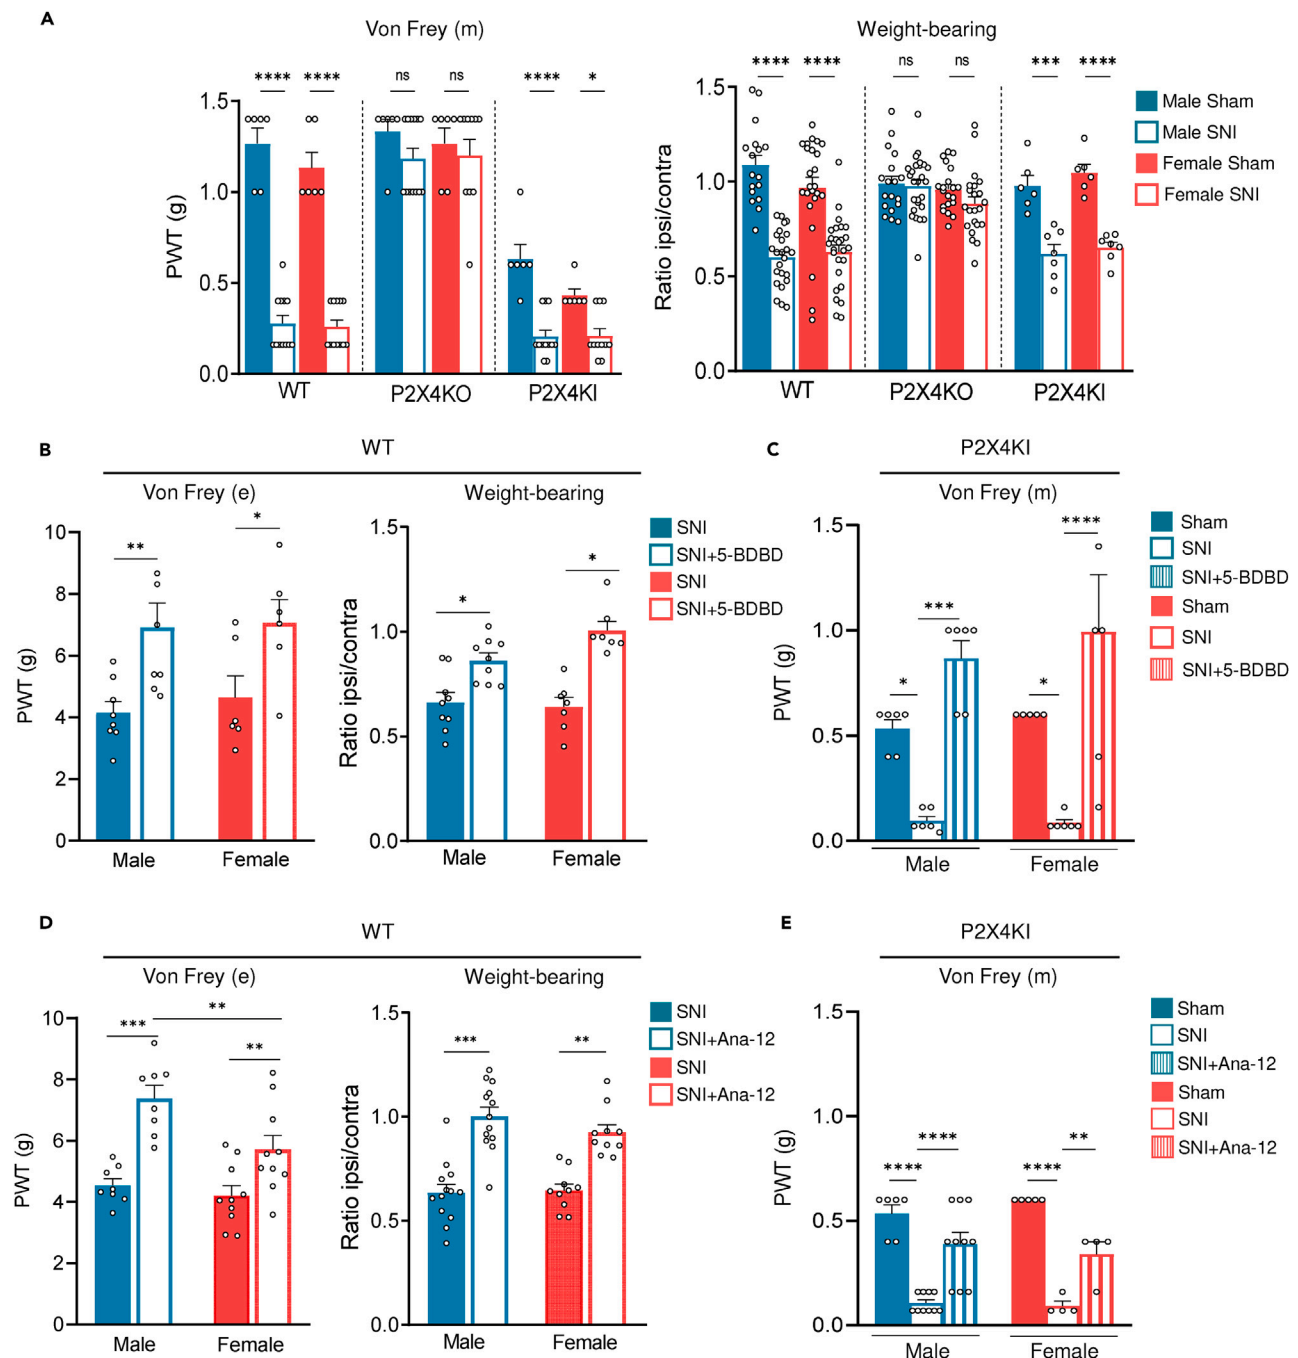 A
Von Frey (m)
Weight-bearing
**** **** ns ns **** *
**** **** ns ns *** ****
1.5
1.0
0.5
0.0
PWT (g)
WT P2X4KO P2X4KI
1.5
1.0
0.5
0.0
Ratio ipsi/contra
WT P2X4KO P2X4KI
Male Sham
Male SNI
Female Sham
Female SNI
B
WT
Von Frey (e)
Weight-bearing
** *
10
8
6
4
2
0
PWT (g)
Male Female
* *
1.5
1.0
0.5
0.0
Ratio ipsi/contra
Male Female
SNI
SNI+5-BDBD
SNI
SNI+5-BDBD
C
P2X4KI
Von Frey (m)
* *** * ****
1.5
1.0
0.5
0.0
PWT (g)
Male Female
Sham
SNI
SNI+5-BDBD
Sham
SNI
SNI+5-BDBD
D
WT
Von Frey (e)
Weight-bearing
**
*** **
10
8
6
4
2
0
PWT (g)
Male Female
*** **
1.5
1.0
0.5
0.0
Ratio ipsi/contra
Male Female
SNI
SNI+Ana-12
SNI
SNI+Ana-12
E
P2X4KI
Von Frey (m)
**** **** **** **
1.5
1.0
0.5
0.0
PWT (g)
Male Female
Sham
SNI
SNI+Ana-12
Sham
SNI
SNI+Ana-12